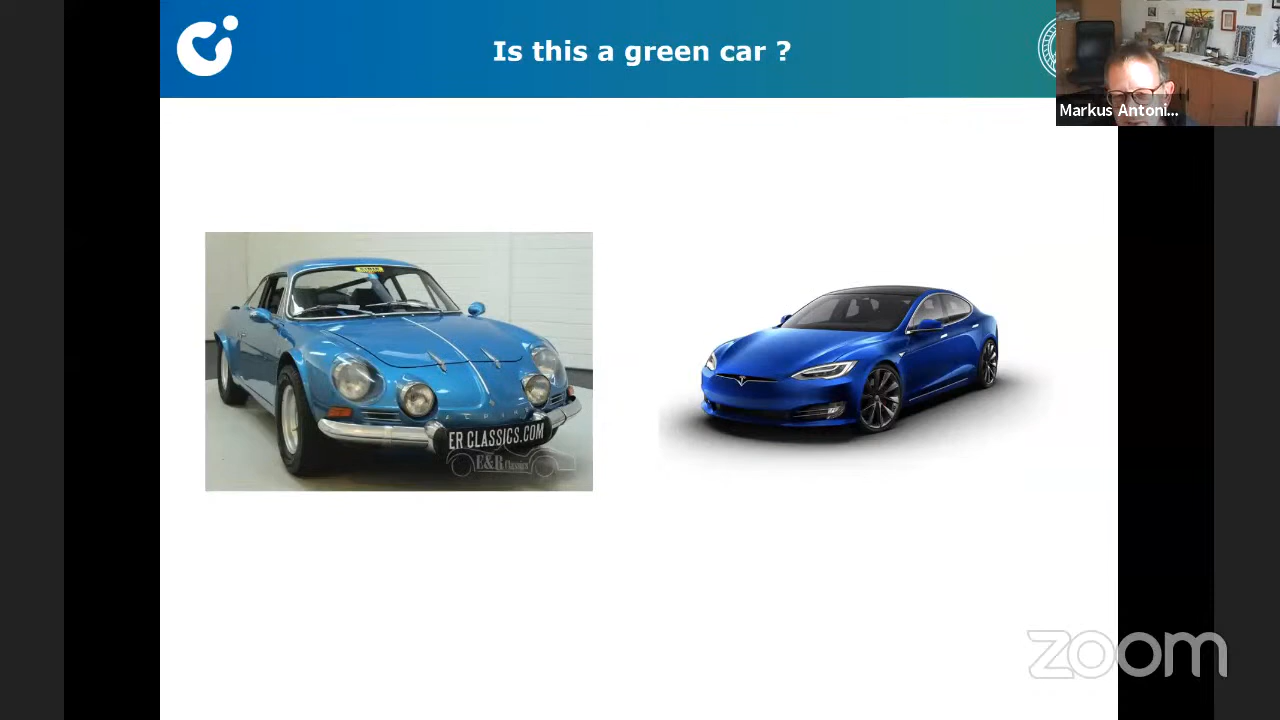 Is this a green car ?
Markus Antoni...
ER CLASSICS.COM
E&R Classics
zoom